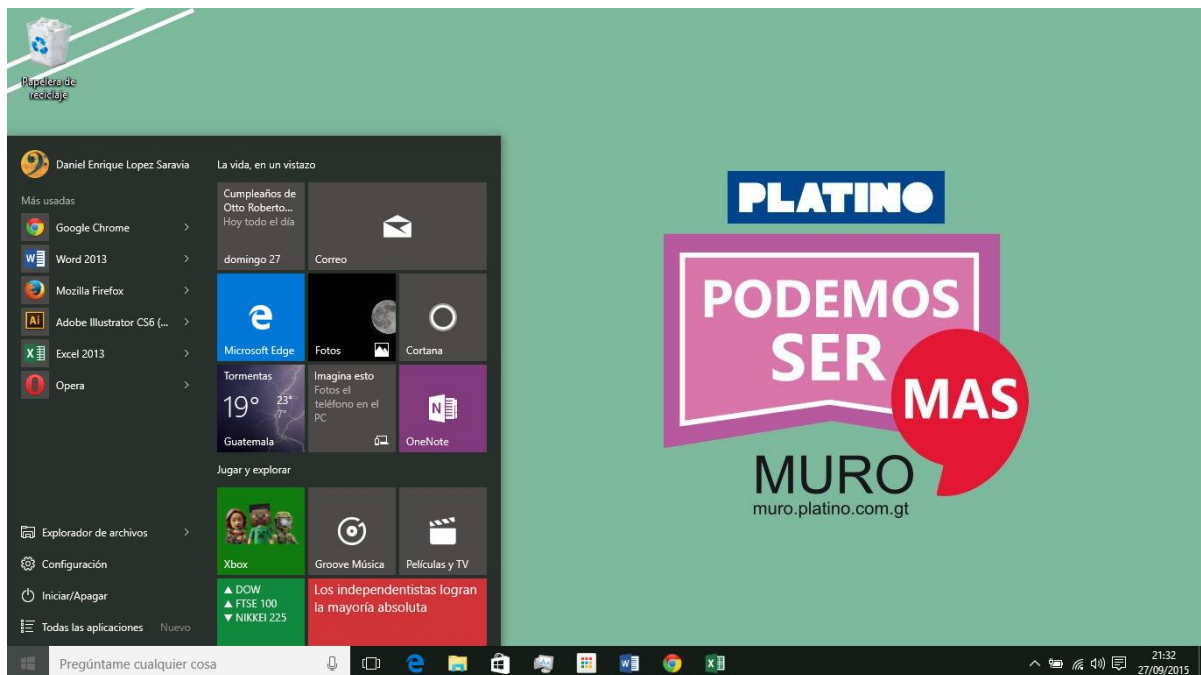 Papelera de
reciclaje
Daniel Enrique Lopez Saravia
Más usadas
Google Chrome
Word 2013
Mozilla Firefox
Adobe Illustrator CS6 (...
Excel 2013
Opera
Explorador de archivos
Configuración
Iniciar/Apagar
Todas las aplicaciones Nuevo
La vida, en un vistazo
Cumpleaños de
Otto Roberto...
Hoy todo el día
domingo 27
Correo
Microsoft Edge
Fotos
Cortana
Tormentas
19° 23°
7°
Guatemala
Imagina esto
Fotos el
teléfono en el
PC
OneNote
Jugar y explorar
Xbox
Groove Música
Películas y TV
▲ DOW
▲ FTSE 100
▼ NIKKEI 225
Los independentistas logran
la mayoría absoluta
PLATINO
PODEMOS
SER
MAS
MURO
muro.platino.com.gt
Pregúntame cualquier cosa
21:32
27/09/2015